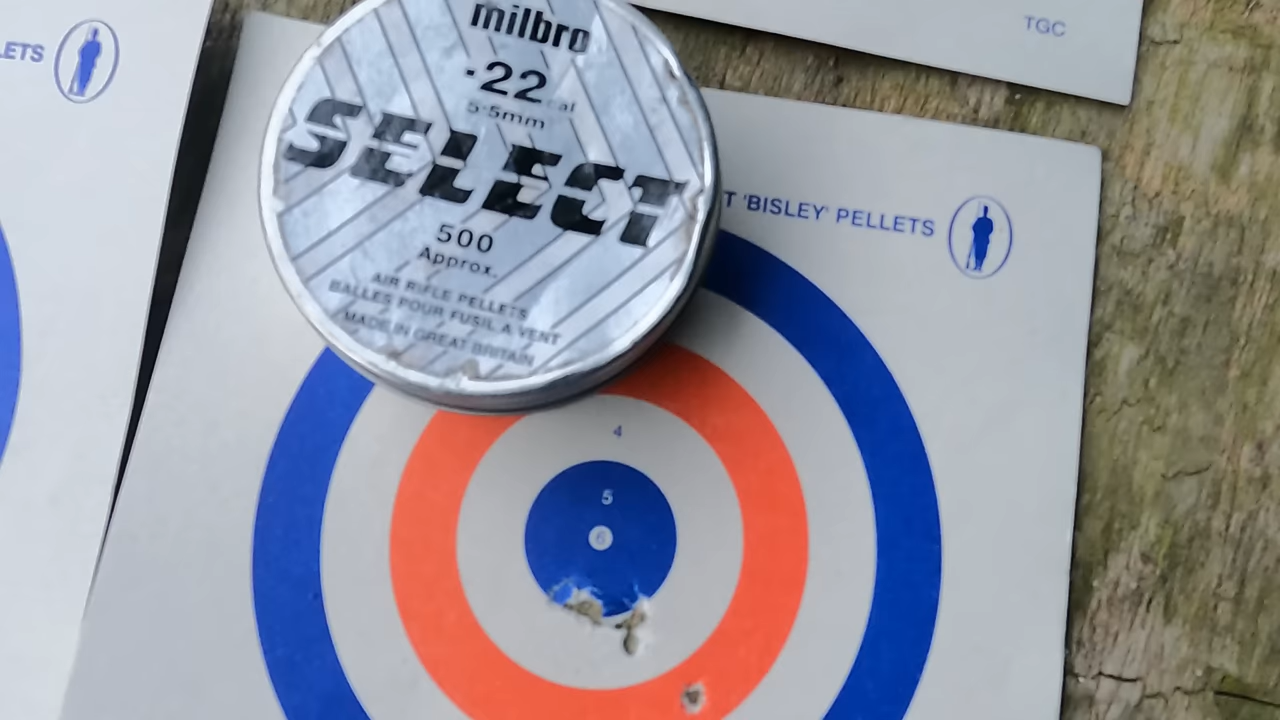 LETS
TGC
milbro
·22 cal
5·5mm
SELECT
500
Approx.
AIR RIFLE PELLETS
BALLES POUR FUSIL A VENT
MADE IN GREAT BRITAIN
T 'BISLEY' PELLETS
4
5
6